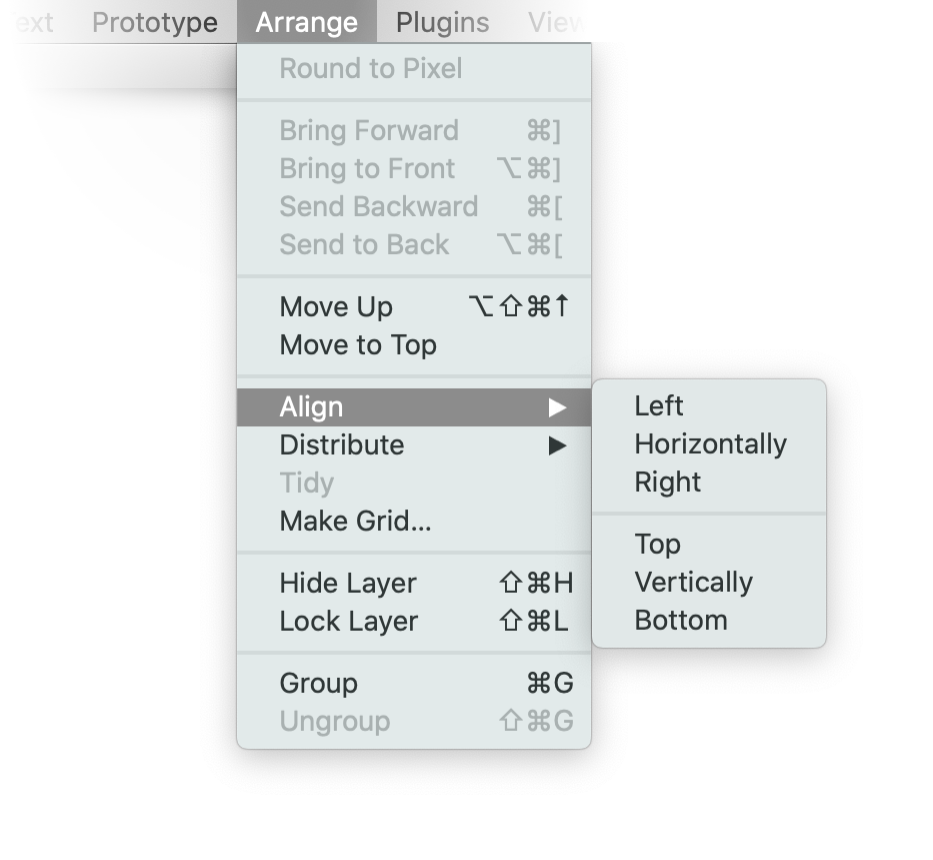 ext Prototype Arrange Plugins View
Round to Pixel
Bring Forward ⌘]
Bring to Front ⌥⌘]
Send Backward ⌘[
Send to Back ⌥⌘[
Move Up ⌥⇧⌘↑
Move to Top
Align ▶
Distribute ▶
Tidy
Make Grid...
Hide Layer ⇧⌘H
Lock Layer ⇧⌘L
Group ⌘G
Ungroup ⇧⌘G
Left
Horizontally
Right
Top
Vertically
Bottom